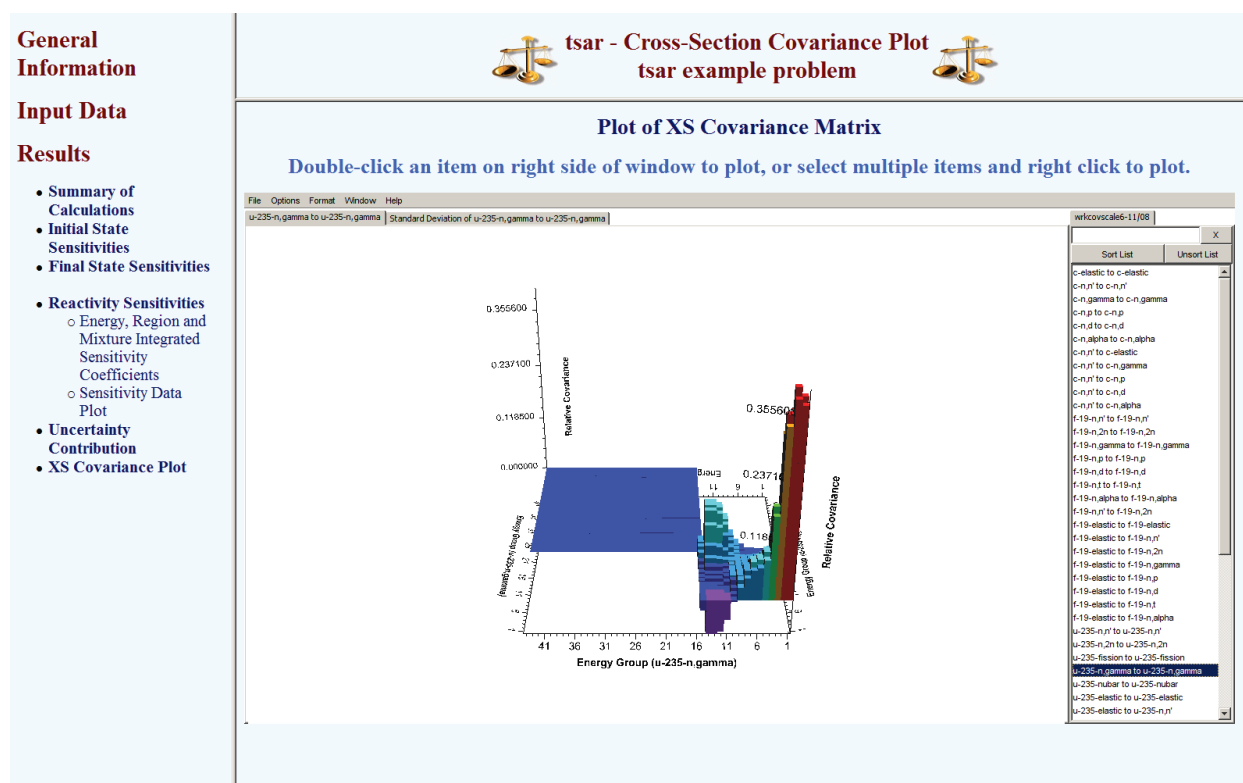 General
Information
Input Data
Results
Summary of
Calculations
Initial State
Sensitivities
Final State Sensitivities
Reactivity Sensitivities
Energy, Region and
Mixture Integrated
Sensitivity
Coefficients
Sensitivity Data
Plot
Uncertainty
Contribution
XS Covariance Plot
tsar - Cross-Section Covariance Plot
tsar example problem
Plot of XS Covariance Matrix
Double-click an item on right side of window to plot, or select multiple items and right click to plot.
File Options Format Window Help
u-235-n,gamma to u-235-n,gamma Standard Deviation of u-235-n,gamma to u-235-n,gamma
0.355600
0.237100
0.118500
0.000000
Relative Covariance
0.35560
0.2371
0.118
Relative Covariance
11 6 1
41 36 31 26 21 16 11 6 1
Energy Group (u-235-n,gamma)
Energy Group (u-235-n,gamma)
wrkcovscale6-11/08
X
Sort List Unsort List
c-elastic to c-elastic
c-n,n' to c-n,n'
c-n,gamma to c-n,gamma
c-n,p to c-n,p
c-n,d to c-n,d
c-n,alpha to c-n,alpha
c-n,n' to c-elastic
c-n,n' to c-n,gamma
c-n,n' to c-n,p
c-n,n' to c-n,d
c-n,n' to c-n,alpha
f-19-n,n' to f-19-n,n'
f-19-n,2n to f-19-n,2n
f-19-n,gamma to f-19-n,gamma
f-19-n,p to f-19-n,p
f-19-n,d to f-19-n,d
f-19-n,t to f-19-n,t
f-19-n,alpha to f-19-n,alpha
f-19-n,n' to f-19-n,2n
f-19-elastic to f-19-elastic
f-19-elastic to f-19-n,n'
f-19-elastic to f-19-n,2n
f-19-elastic to f-19-n,gamma
f-19-elastic to f-19-n,p
f-19-elastic to f-19-n,d
f-19-elastic to f-19-n,t
f-19-elastic to f-19-n,alpha
u-235-n,n' to u-235-n,n'
u-235-n,2n to u-235-n,2n
u-235-fission to u-235-fission
u-235-n,gamma to u-235-n,gamma
u-235-nubar to u-235-nubar
u-235-elastic to u-235-elastic
u-235-elastic to u-235-n,n'